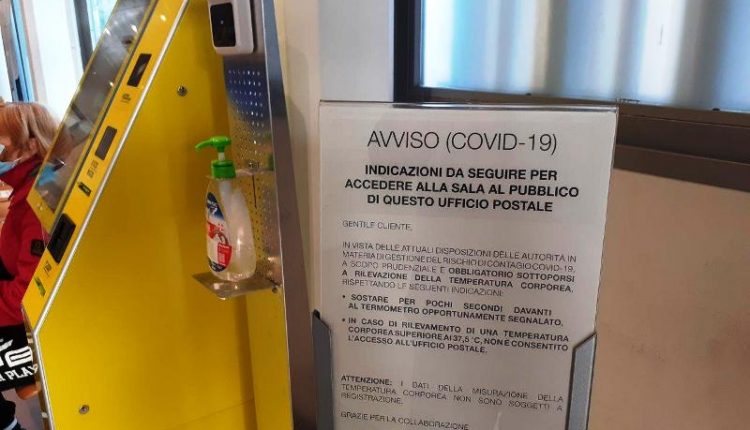 AVVISO (COVID-19)
INDICAZIONI DA SEGUIRE PER
ACCEDERE ALLA SALA AL PUBBLICO
DI QUESTO UFFICIO POSTALE
GENTILE CLIENTE,
IN VISTA DELLE ATTUALI DISPOSIZIONI DELLE AUTORITÀ IN
MATERIA DI GESTIONE DEL RISCHIO DI CONTAGIO COVID-19,
A SCOPO PRUDENZIALE È OBBLIGATORIO SOTTOPORSI
A RILEVAZIONE DELLA TEMPERATURA CORPOREA,
RISPETTANDO LE SEGUENTI INDICAZIONI:
• SOSTARE PER POCHI SECONDI DAVANTI
AL TERMOMETRO OPPORTUNAMENTE SEGNALATO.
• IN CASO DI RILEVAMENTO DI UNA TEMPERATURA
CORPOREA SUPERIORE AI 37,5 °C, NON È CONSENTITO
L'ACCESSO ALL'UFFICIO POSTALE.
ATTENZIONE: I DATI DELLA MISURAZIONE DELLA
TEMPERATURA CORPOREA NON SONO SOGGETTI A
REGISTRAZIONE.
GRAZIE PER LA COLLABORAZIONE